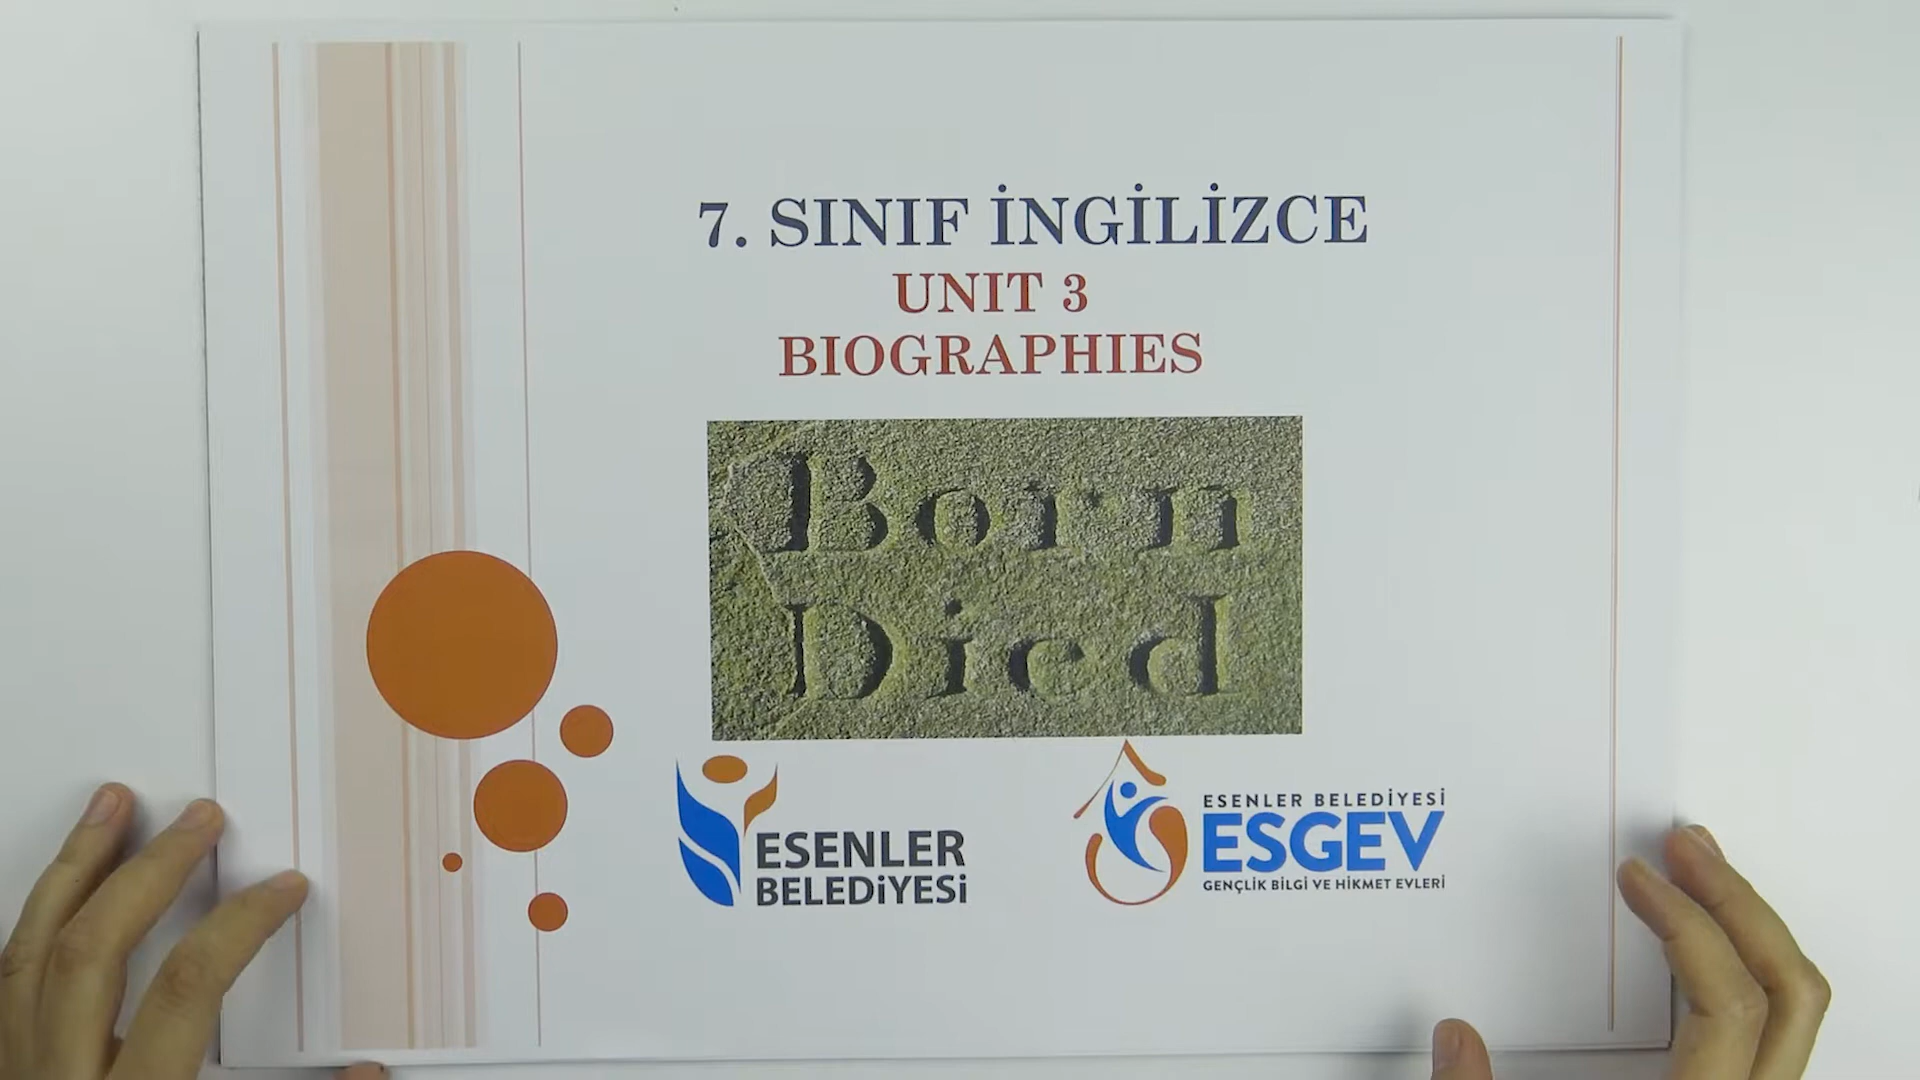 7. SINIF İNGİLİZCE
UNIT 3
BIOGRAPHIES
Born
Died
ESENLER
BELEDİYESİ
ESENLER BELEDİYESİ
ESGEV
GENÇLİK BİLGİ VE HİKMET EVLERİ